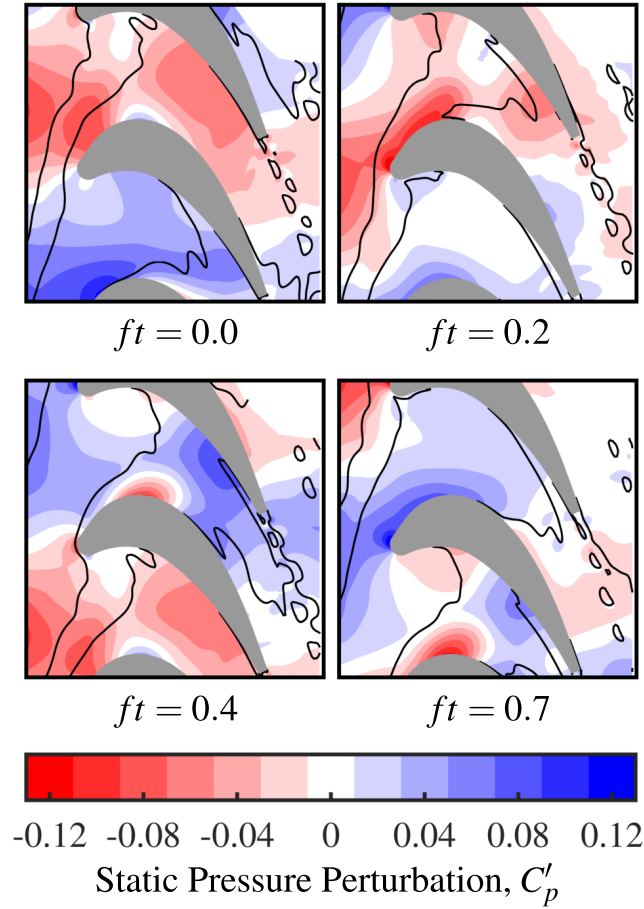 ft = 0.0
ft = 0.2
ft = 0.4
ft = 0.7
-0.12 -0.08 -0.04 0 0.04 0.08 0.12
Static Pressure Perturbation, C′p